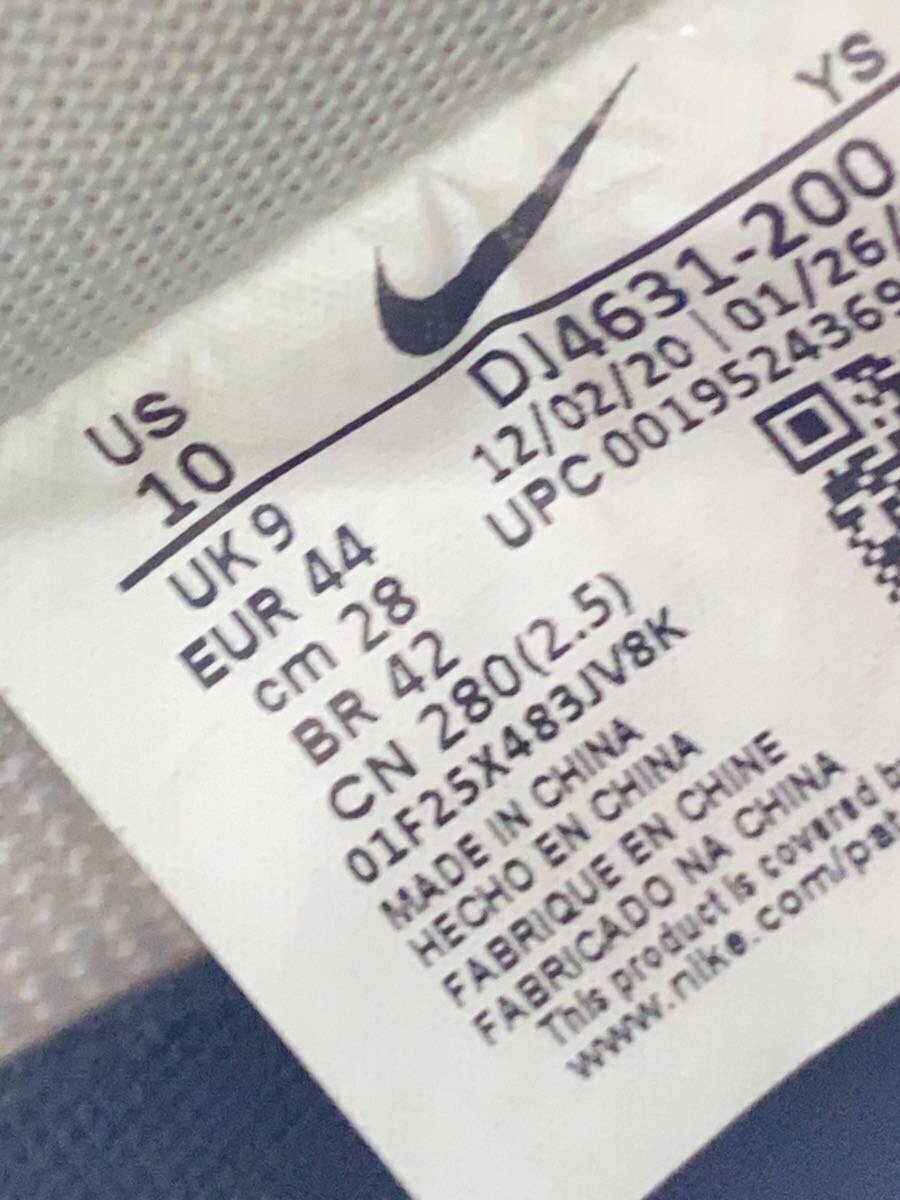 US
10
YS
UK 9
EUR 44
cm 28
BR 42
CN 280(2.5)
DJ4631-200
12/02/20 | 01/26/
UPC 0019524369
01F25X483JV8K
MADE IN CHINA
HECHO EN CHINA
FABRIQUE EN CHINE
FABRICADO NA CHINA
This product is covered by
www.nike.com/pat